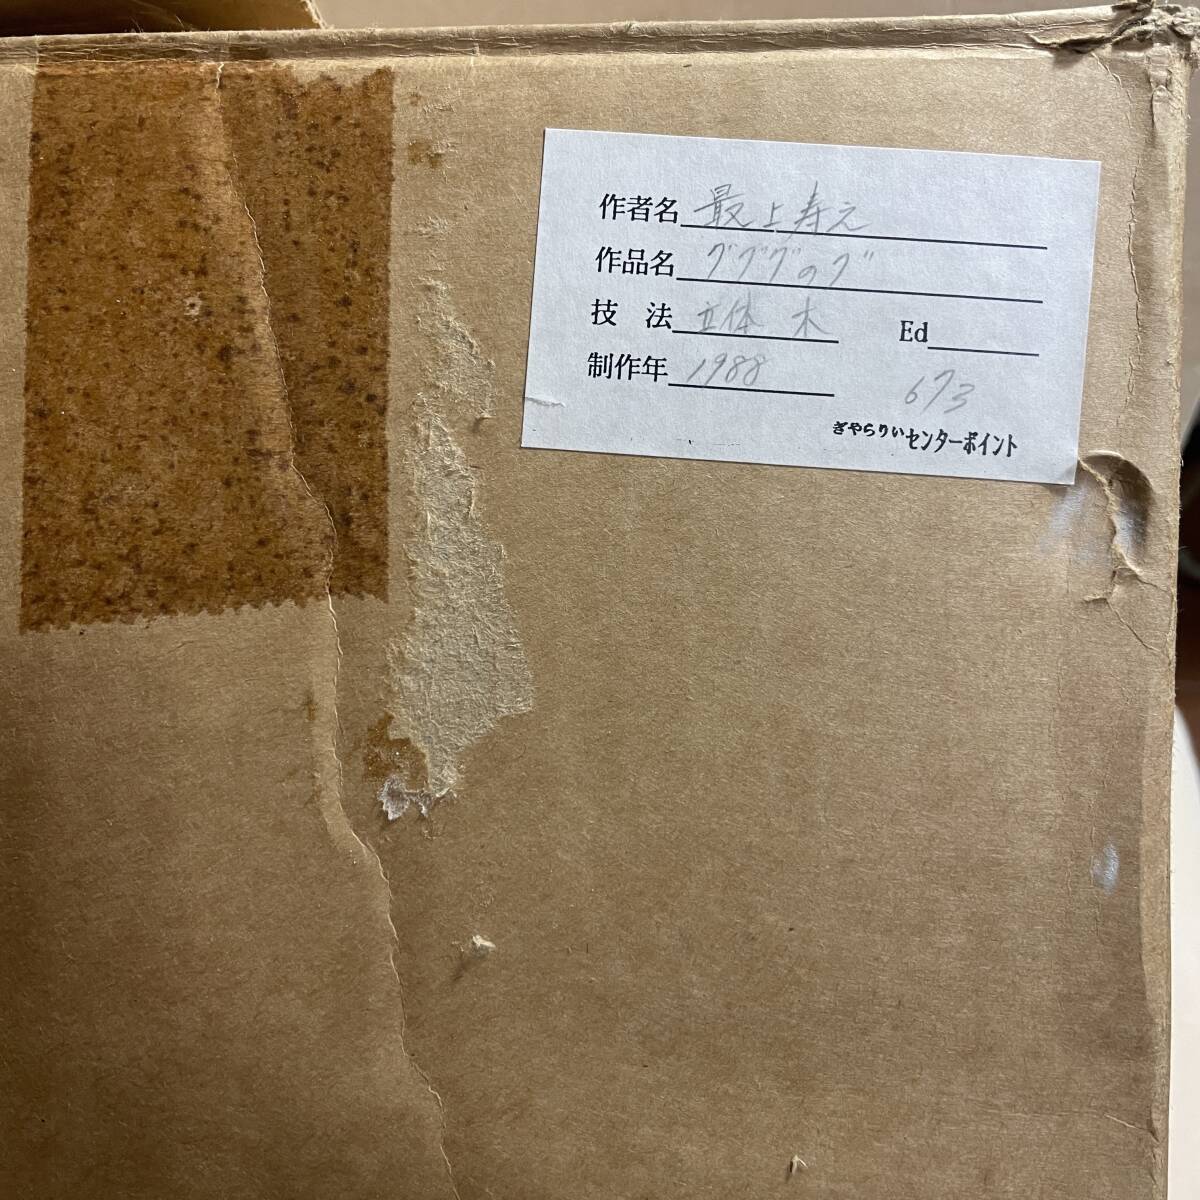 作者名 最上寿之
作品名 グググのグ
技 法 立体 木 Ed
制作年 1988 673
ぎやらりいセンターポイント